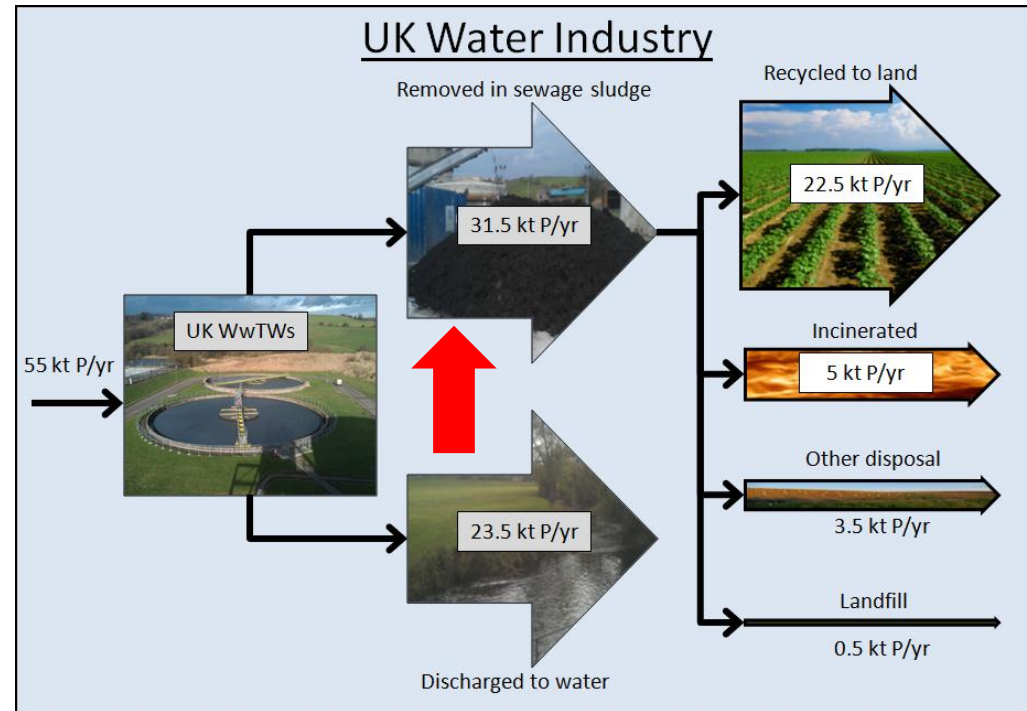 UK Water Industry
Removed in sewage sludge
Recycled to land
31.5 kt P/yr
22.5 kt P/yr
UK WwTWs
55 kt P/yr
Incinerated
5 kt P/yr
Other disposal
3.5 kt P/yr
23.5 kt P/yr
Landfill
0.5 kt P/yr
Discharged to water